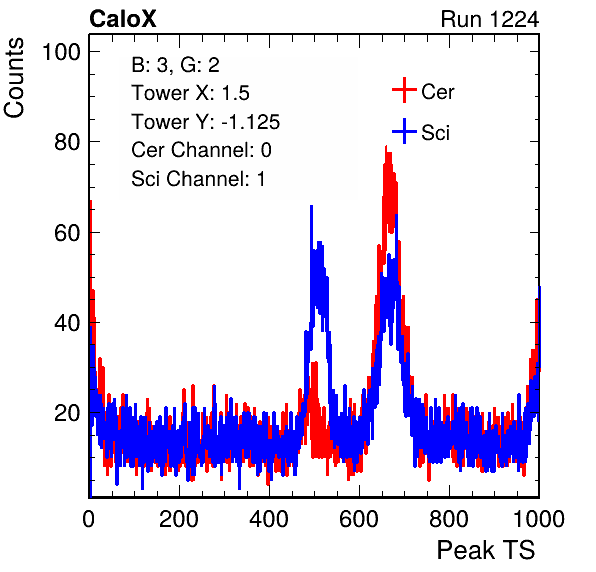 CaloX Run 1224
Counts
100
80
60
40
20
B: 3, G: 2
Tower X: 1.5
Tower Y: -1.125
Cer Channel: 0
Sci Channel: 1
Cer
Sci
0 200 400 600 800 1000
Peak TS